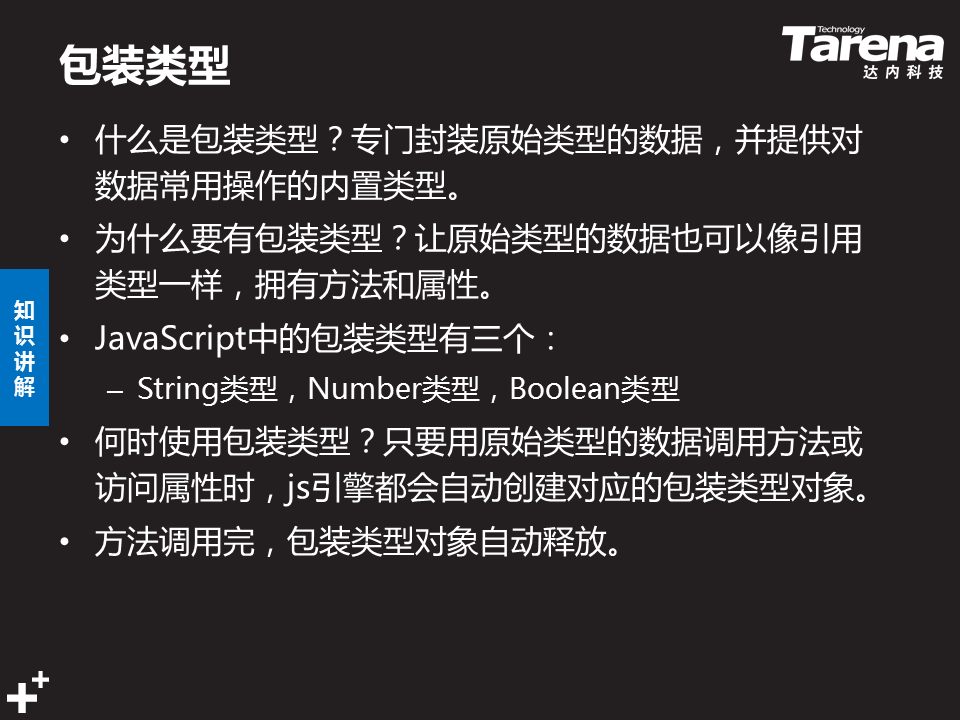 包装类型
Technology
Tarena
达内科技
• 什么是包装类型？专门封装原始类型的数据，并提供对
数据常用操作的内置类型。
• 为什么要有包装类型？让原始类型的数据也可以像引用
类型一样，拥有方法和属性。
• JavaScript中的包装类型有三个：
– String类型，Number类型，Boolean类型
• 何时使用包装类型？只要用原始类型的数据调用方法或
访问属性时，js引擎都会自动创建对应的包装类型对象。
• 方法调用完，包装类型对象自动释放。
知
识
讲
解